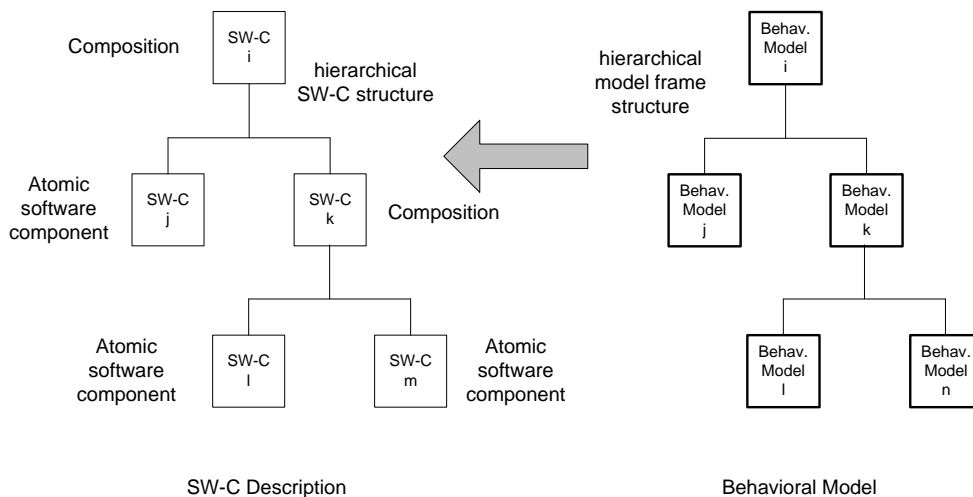 Composition
SW-C
i
hierarchical
SW-C structure
hierarchical
model frame
structure
Behav.
Model
i
Atomic
software
component
SW-C
j
SW-C
k
Composition
Behav.
Model
j
Behav.
Model
k
Atomic
software
component
SW-C
l
SW-C
m
Atomic
software
component
Behav.
Model
l
Behav.
Model
n
SW-C Description
Behavioral Model